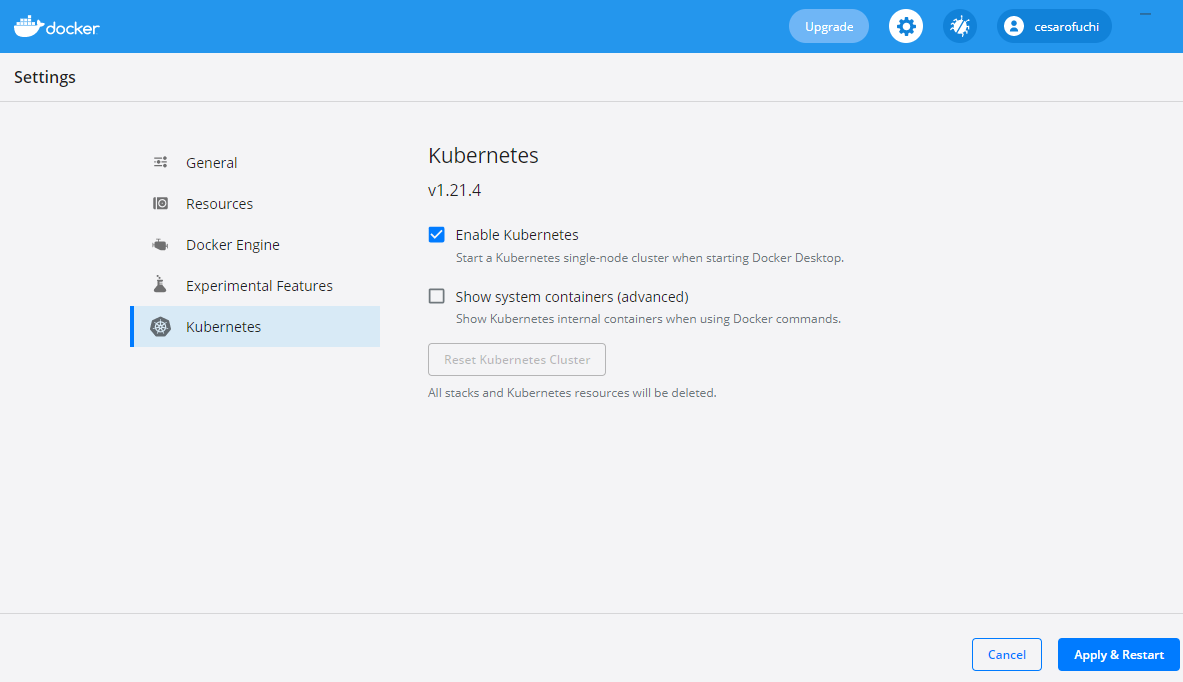 docker
Upgrade
cesarofuchi
Settings
General
Resources
Docker Engine
Experimental Features
Kubernetes
Kubernetes
v1.21.4
Enable Kubernetes
Start a Kubernetes single-node cluster when starting Docker Desktop.
Show system containers (advanced)
Show Kubernetes internal containers when using Docker commands.
Reset Kubernetes Cluster
All stacks and Kubernetes resources will be deleted.
Cancel
Apply & Restart